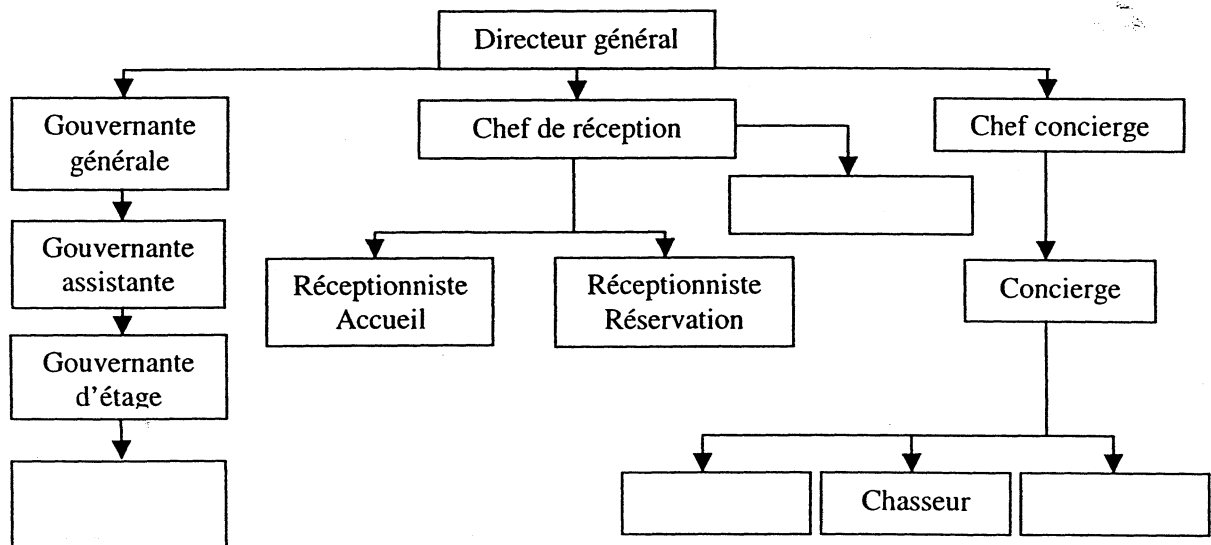 Directeur général
Gouvernante
générale
Chef de réception
Chef concierge
Gouvernante
assistante
Réceptionniste
Accueil
Réceptionniste
Réservation
Concierge
Gouvernante
d'étage
Chasseur